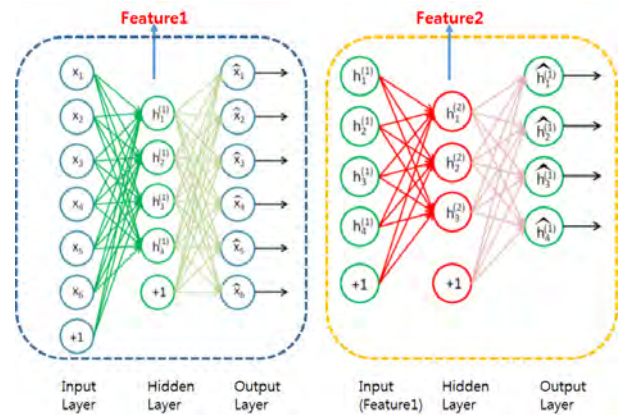 Feature1
Feature2
x₁
x₂
x₃
x₄
x₅
x₆
+1
h₁⁽¹⁾
h₂⁽¹⁾
h₃⁽¹⁾
h₄⁽¹⁾
+1
x̂₁
x̂₂
x̂₃
x̂₄
x̂₅
x̂₆
h₁⁽¹⁾
h₂⁽¹⁾
h₃⁽¹⁾
h₄⁽¹⁾
+1
h₁⁽²⁾
h₂⁽²⁾
h₃⁽²⁾
+1
ĥ₁⁽¹⁾
ĥ₂⁽¹⁾
ĥ₃⁽¹⁾
ĥ₄⁽¹⁾
Input
Layer
Hidden
Layer
Output
Layer
Input
(Feature1)
Hidden
Layer
Output
Layer